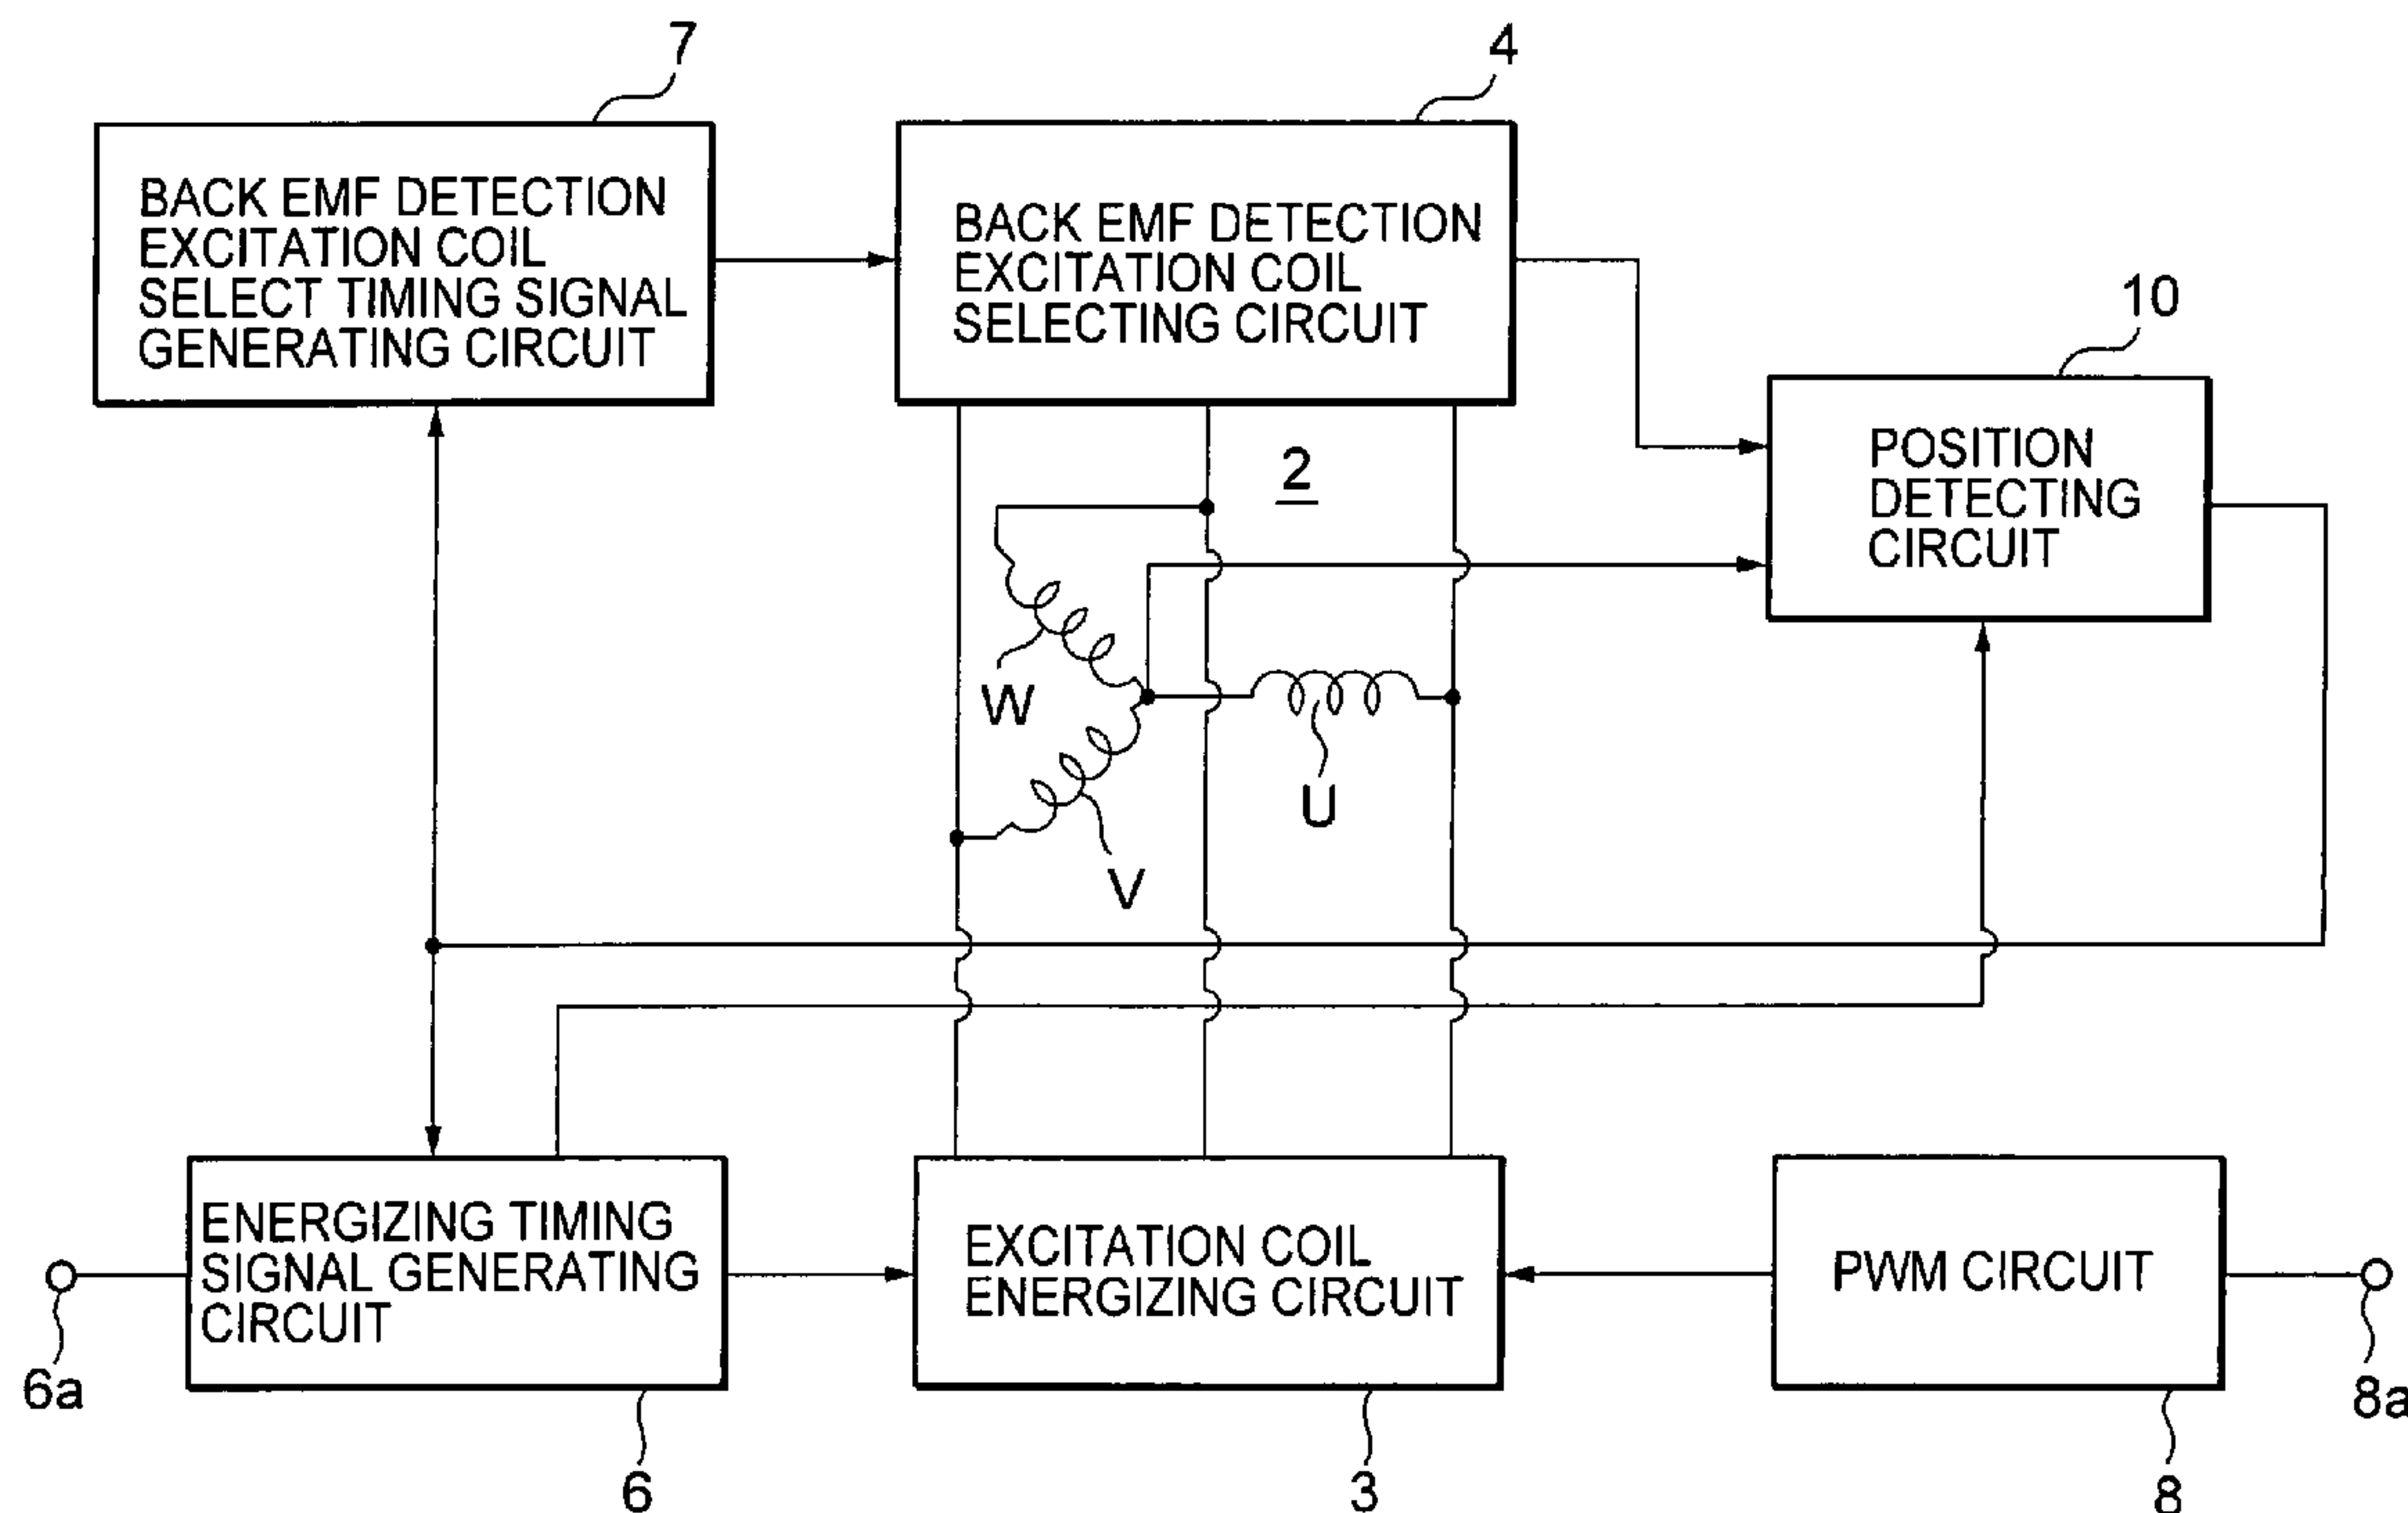 7
4
BACK EMF DETECTION
EXCITATION COIL
SELECT TIMING SIGNAL
GENERATING CIRCUIT
BACK EMF DETECTION
EXCITATION COIL
SELECTING CIRCUIT
10
POSITION
DETECTING
CIRCUIT
2
W
U
V
ENERGIZING TIMING
SIGNAL GENERATING
CIRCUIT
EXCITATION COIL
ENERGIZING CIRCUIT
PWM CIRCUIT
6a
8a
6
3
8